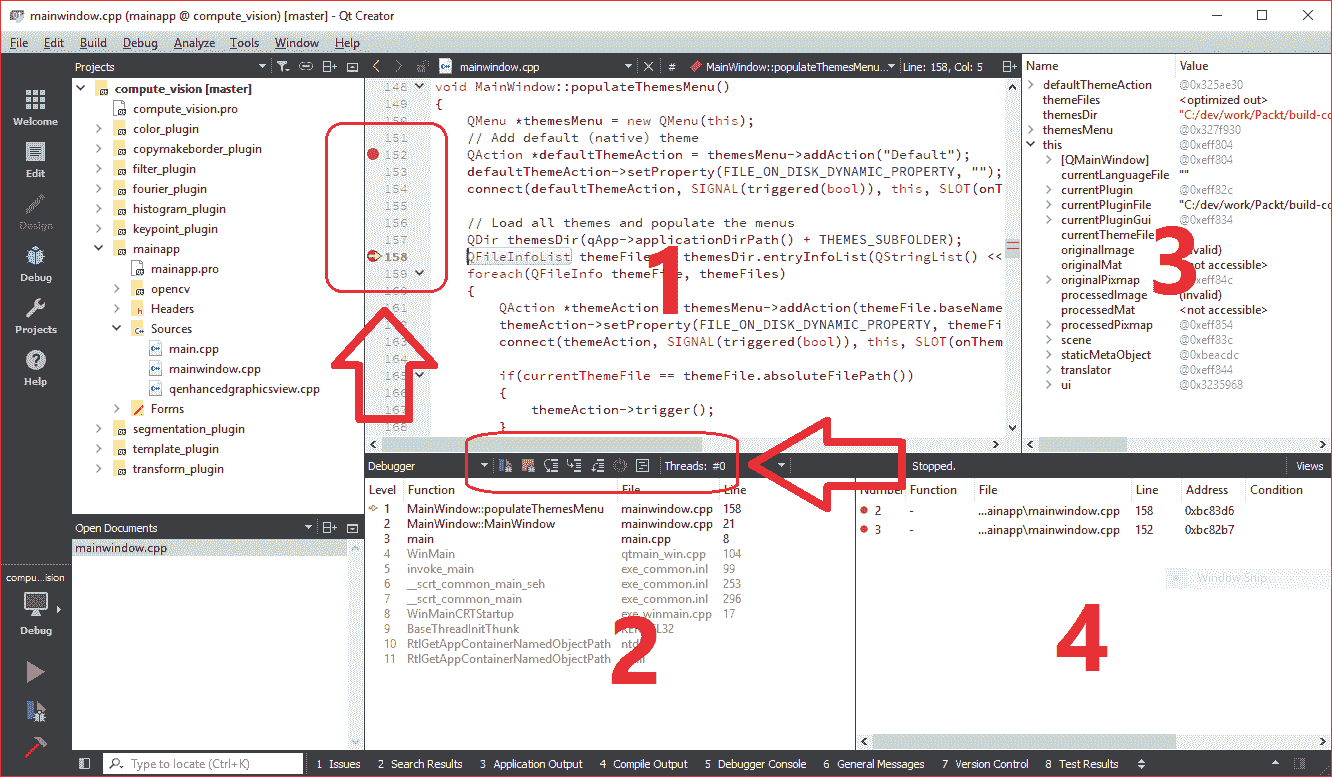 mainwindow.cpp (mainapp @ compute_vision) [master] - Qt Creator
File Edit Build Debug Analyze Tools Window Help
Projects
mainwindow.cpp
#
MainWindow::populateThemesMenu...
Line: 158, Col: 5
Welcome
Edit
Design
Debug
Projects
Help
compute_vision [master]
compute_vision.pro
color_plugin
copymakeborder_plugin
filter_plugin
fourier_plugin
histogram_plugin
keypoint_plugin
mainapp
mainapp.pro
opencv
Headers
Sources
main.cpp
mainwindow.cpp
qenhancedgraphicsview.cpp
Forms
segmentation_plugin
template_plugin
transform_plugin
148 void MainWindow::populateThemesMenu()
149 {
150 QMenu *themesMenu = new QMenu(this);
151 // Add default (native) theme
152 QAction *defaultThemeAction = themesMenu->addAction("Default");
153 defaultThemeAction->setProperty(FILE_ON_DISK_DYNAMIC_PROPERTY, "");
154 connect(defaultThemeAction, SIGNAL(triggered(bool)), this, SLOT(onT
155
156 // Load all themes and populate the menus
157 QDir themesDir(qApp->applicationDirPath() + THEMES_SUBFOLDER);
158 QFileInfoList themeFile themesDir.entryInfoList(QStringList() <<
159 foreach(QFileInfo themeFile, themeFiles)
{
QAction *themeAction themesMenu->addAction(themeFile.baseName
themeAction->setProperty(FILE_ON_DISK_DYNAMIC_PROPERTY, themeFi
connect(themeAction, SIGNAL(triggered(bool)), this, SLOT(onThem
164
165 if(currentThemeFile == themeFile.absoluteFilePath())
166 {
167 themeAction->trigger();
168 }
1
Name Value
defaultThemeAction @0x325ae30
themeFiles <optimized out>
themesDir "C:/dev/work/Packt/build-co
themesMenu @0x327f930
this @0xeff804
[QMainWindow] @0xeff804
currentLanguageFile ""
currentPlugin @0xeff82c
currentPluginFile "C:/dev/work/Packt/build-co
currentPluginGui @0xeff834
currentThemeFile
originalImage
originalMat not accessible>
originalPixmap @0xeff84c
processedImage (invalid)
processedMat <not accessible>
processedPixmap @0xeff854
scene @0xeff83c
staticMetaObject @0xbeacdc
translator @0xeff844
ui @0x3235968
3
Debugger
Threads: #0
Stopped.
Views
Level Function File Line
1 MainWindow::populateThemesMenu mainwindow.cpp 158
2 MainWindow::MainWindow mainwindow.cpp 21
3 main main.cpp 8
4 WinMain qtmain_win.cpp 104
5 invoke_main exe_common.inl 99
6 __scrt_common_main_seh exe_common.inl 253
7 __scrt_common_main exe_common.inl 296
8 WinMainCRTStartup exe_winmain.cpp 17
9 BaseThreadInitThunk
10 RtlGetAppContainerNamedObjectPath
11 RtlGetAppContainerNamedObjectPath
2
Number Function File Line Address Condition
2 - ...ainapp\mainwindow.cpp 158 0xbc83d6
3 - ...ainapp\mainwindow.cpp 152 0xbc82b7
Window Snip
4
Open Documents
mainwindow.cpp
compu...ision
Debug
Type to locate (Ctrl+K)
1 Issues 2 Search Results 3 Application Output 4 Compile Output 5 Debugger Console 6 General Messages 7 Version Control 8 Test Results